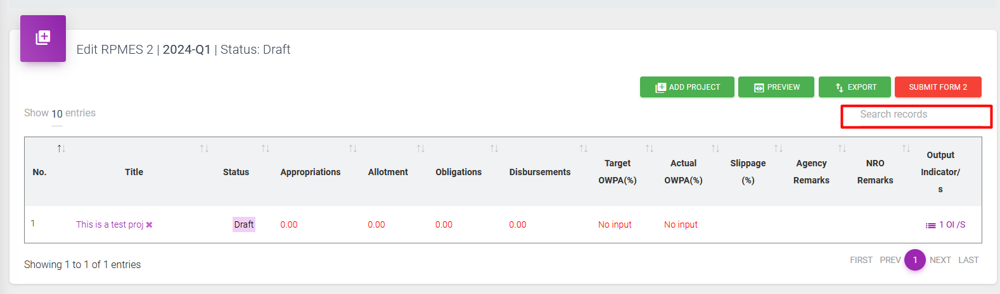 Edit RPMES 2 | 2024-Q1 | Status: Draft
ADD PROJECT PREVIEW EXPORT SUBMIT FORM 2
Show 10 entries Search records
No. Title Status Appropriations Allotment Obligations Disbursements Target OWPA(%) Actual OWPA(%) Slippage (%) Agency Remarks NRO Remarks Output Indicator/s
1 This is a test proj Draft 0.00 0.00 0.00 0.00 No input No input 1 OI /S
Showing 1 to 1 of 1 entries FIRST PREV 1 NEXT LAST